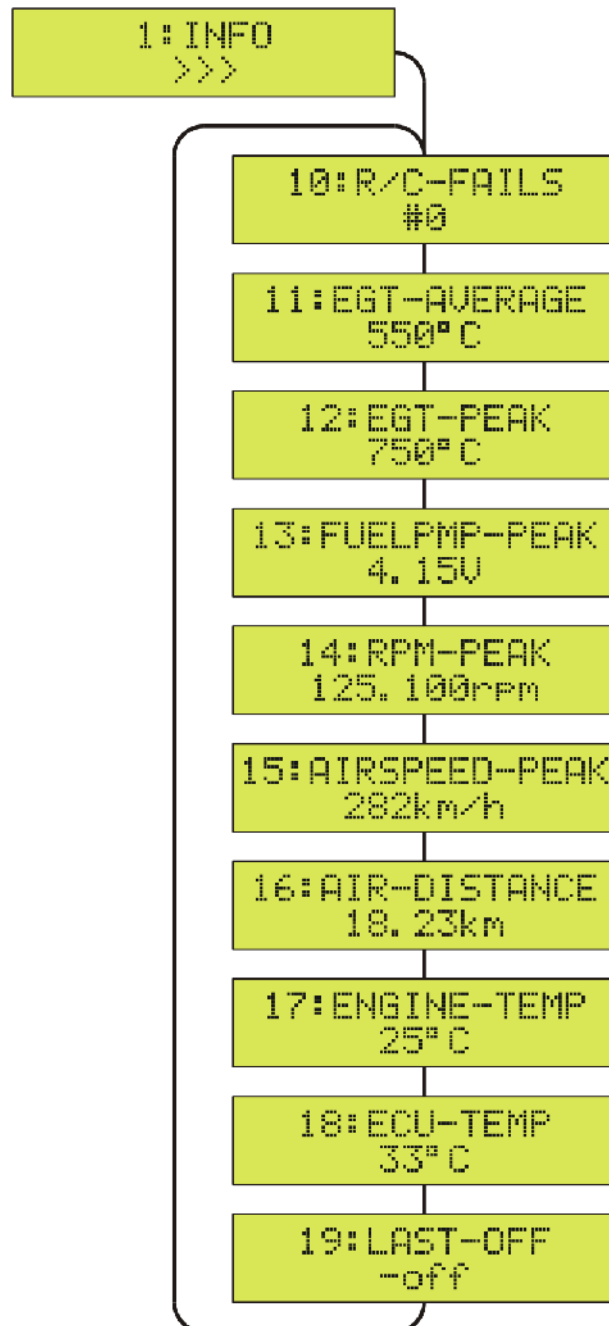 1:INFO
>>>
10:R/C-FAILS
#0
11:EGT-AVERAGE
550°C
12:EGT-PEAK
750°C
13:FUELPMP-PEAK
4.15V
14:RPM-PEAK
125.100rpm
15:AIRSPEED-PEAK
282km/h
16:AIR-DISTANCE
18.23km
17:ENGINE-TEMP
25°C
18:ECU-TEMP
33°C
19:LAST-OFF
-off